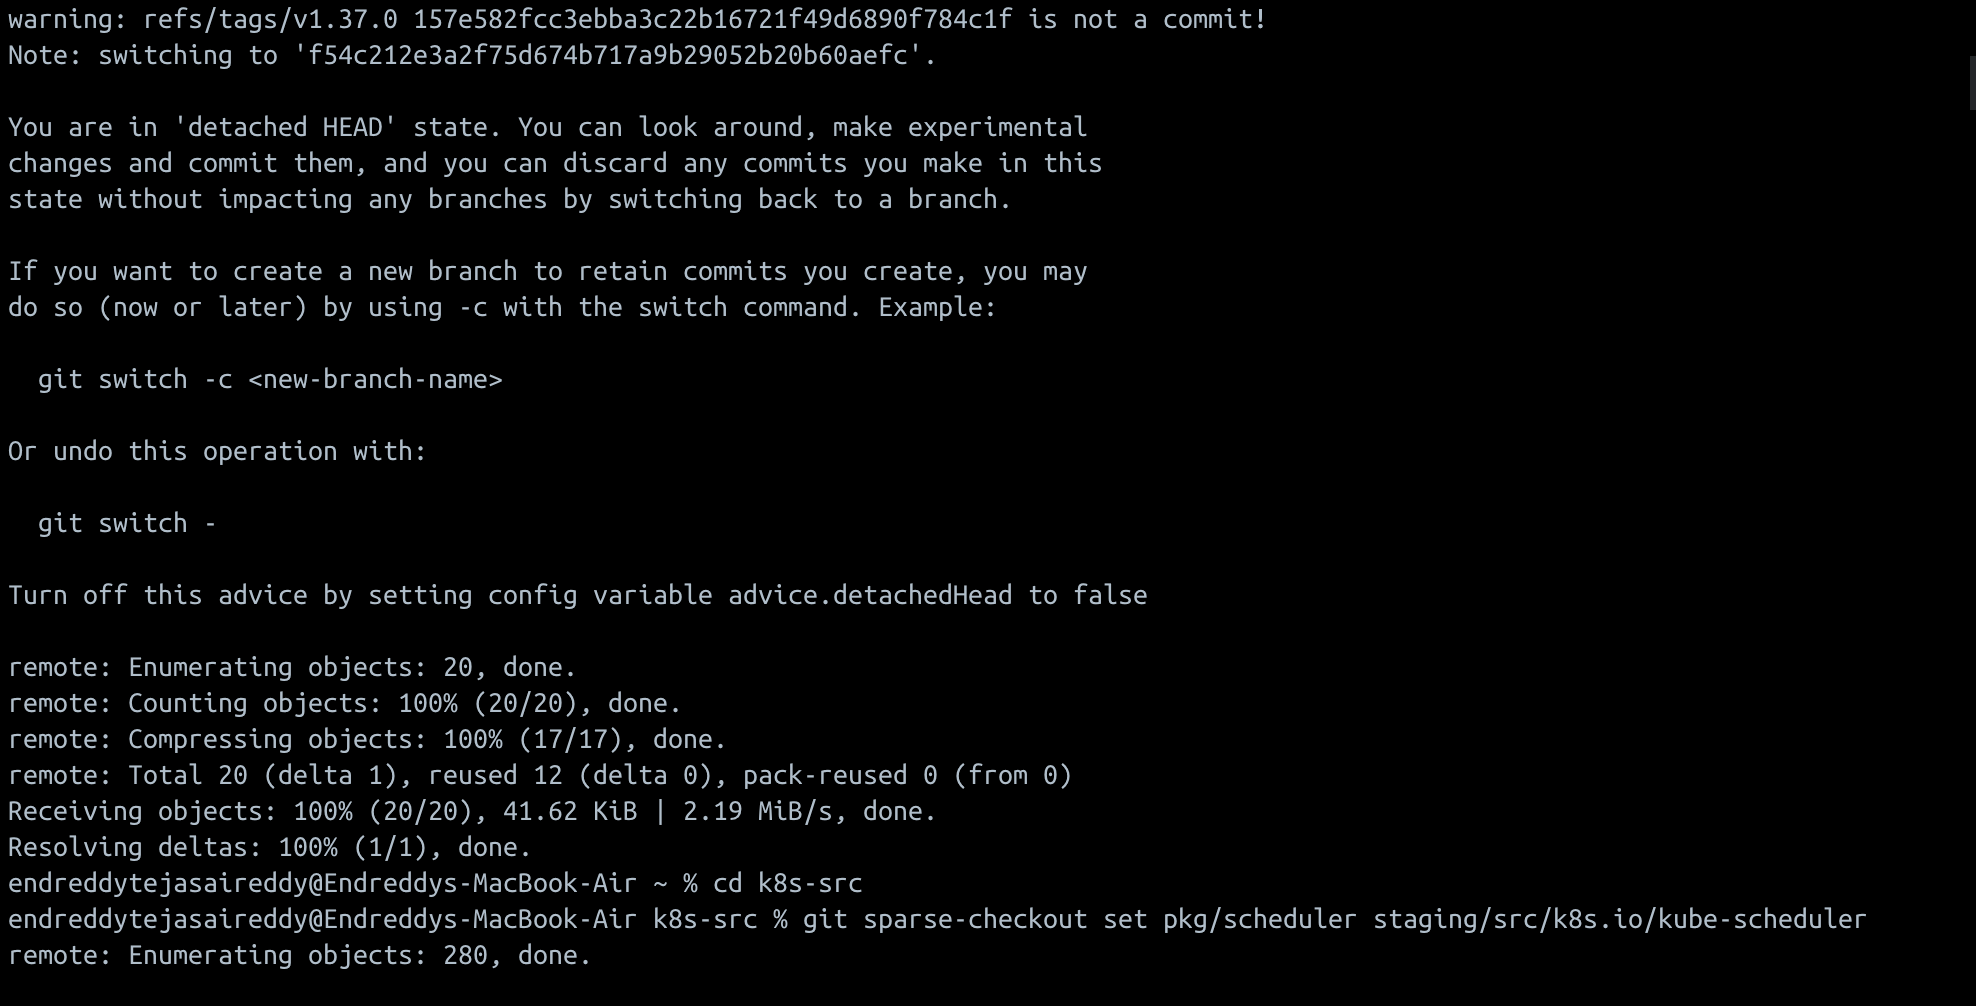 warning: refs/tags/v1.37.0 157e582fcc3ebba3c22b16721f49d6890f784c1f is not a commit!
Note: switching to 'f54c212e3a2f75d674b717a9b29052b20b60aefc'.
You are in 'detached HEAD' state. You can look around, make experimental
changes and commit them, and you can discard any commits you make in this
state without impacting any branches by switching back to a branch.
If you want to create a new branch to retain commits you create, you may
do so (now or later) by using -c with the switch command. Example:
git switch -c <new-branch-name>
Or undo this operation with:
git switch -
Turn off this advice by setting config variable advice.detachedHead to false
remote: Enumerating objects: 20, done.
remote: Counting objects: 100% (20/20), done.
remote: Compressing objects: 100% (17/17), done.
remote: Total 20 (delta 1), reused 12 (delta 0), pack-reused 0 (from 0)
Receiving objects: 100% (20/20), 41.62 KiB | 2.19 MiB/s, done.
Resolving deltas: 100% (1/1), done.
endreddytejasaireddy@Endreddys-MacBook-Air ~ % cd k8s-src
endreddytejasaireddy@Endreddys-MacBook-Air k8s-src % git sparse-checkout set pkg/scheduler staging/src/k8s.io/kube-scheduler
remote: Enumerating objects: 280, done.